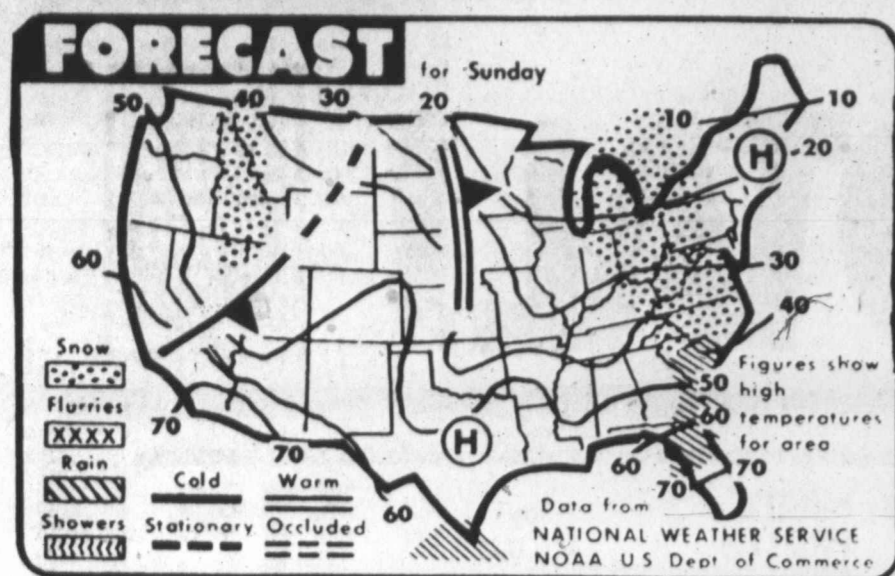 FORECAST
for Sunday
50 40 30 20
10 10
H 20
60
30
40
Snow
Flurries
XXXX
Rain
Showers
Figures show
high
temperatures
for area
50
60
70
70
H
60
70
70
60
Cold Warm
Stationary Occluded
Data from
NATIONAL WEATHER SERVICE
NOAA U S Dept of Commerce